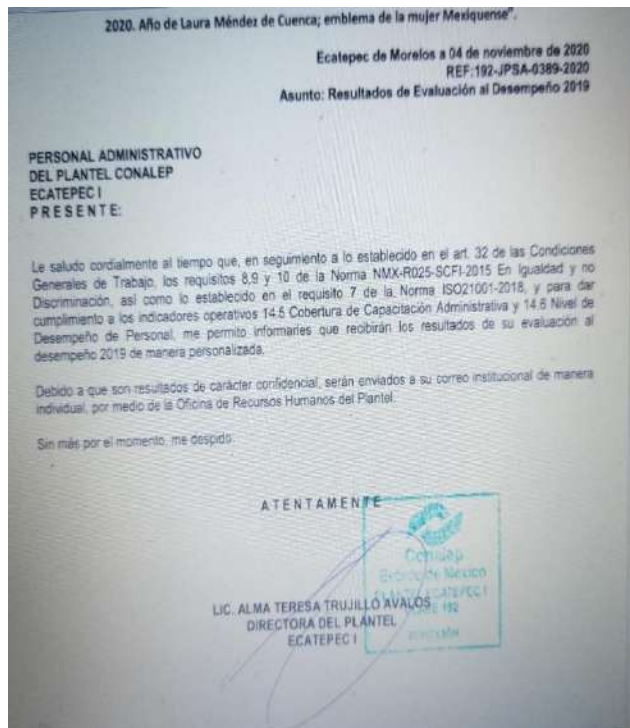 2020. Año de Laura Méndez de Cuenca; emblema de la mujer Mexiquense".
Ecatepec de Morelos a 04 de noviembre de 2020
REF:192-JPSA-0389-2020
Asunto: Resultados de Evaluación al Desempeño 2019
PERSONAL ADMINISTRATIVO
DEL PLANTEL CONALEP
ECATEPEC I
P R E S E N T E:
Le saludo cordialmente al tiempo que, en seguimiento a lo establecido en el art. 32 de las Condiciones
Generales de Trabajo, los requisitos 8,9 y 10 de la Norma NMX-R025-SCFI-2015 En Igualdad y no
Discriminación, así como lo establecido en el requisito 7 de la Norma ISO21001-2018, y para dar
cumplimiento a los indicadores operativos 14.5 Cobertura de Capacitación Administrativa y 14.6 Nivel de
Desempeño de Personal, me permito informarles que recibirán los resultados de su evaluación al
desempeño 2019 de manera personalizada.
Debido a que son resultados de carácter confidencial, serán enviados a su correo institucional de manera
individual, por medio de la Oficina de Recursos Humanos del Plantel.
Sin más por el momento, me despido.
A T E N T A M E N T E
Conalep
Estado de México
PLANTEL ECATEPEC I
192
DIRECCIÓN
LIC. ALMA TERESA TRUJILLO AVALOS
DIRECTORA DEL PLANTEL
ECATEPEC I